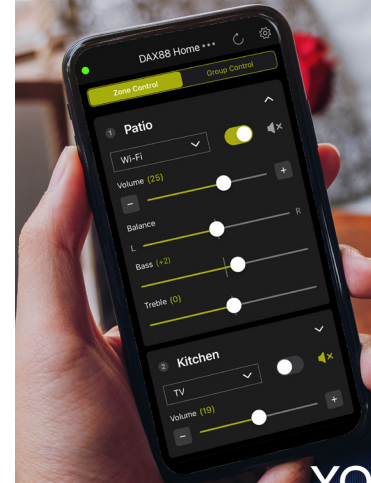 DAX88 Home •••
Zone Control
Group Control
1 Patio
Wi-Fi
Volume (25)
−
+
Balance
L
R
Bass (+2)
Treble (0)
2 Kitchen
TV
Volume (19)
−
+
YO